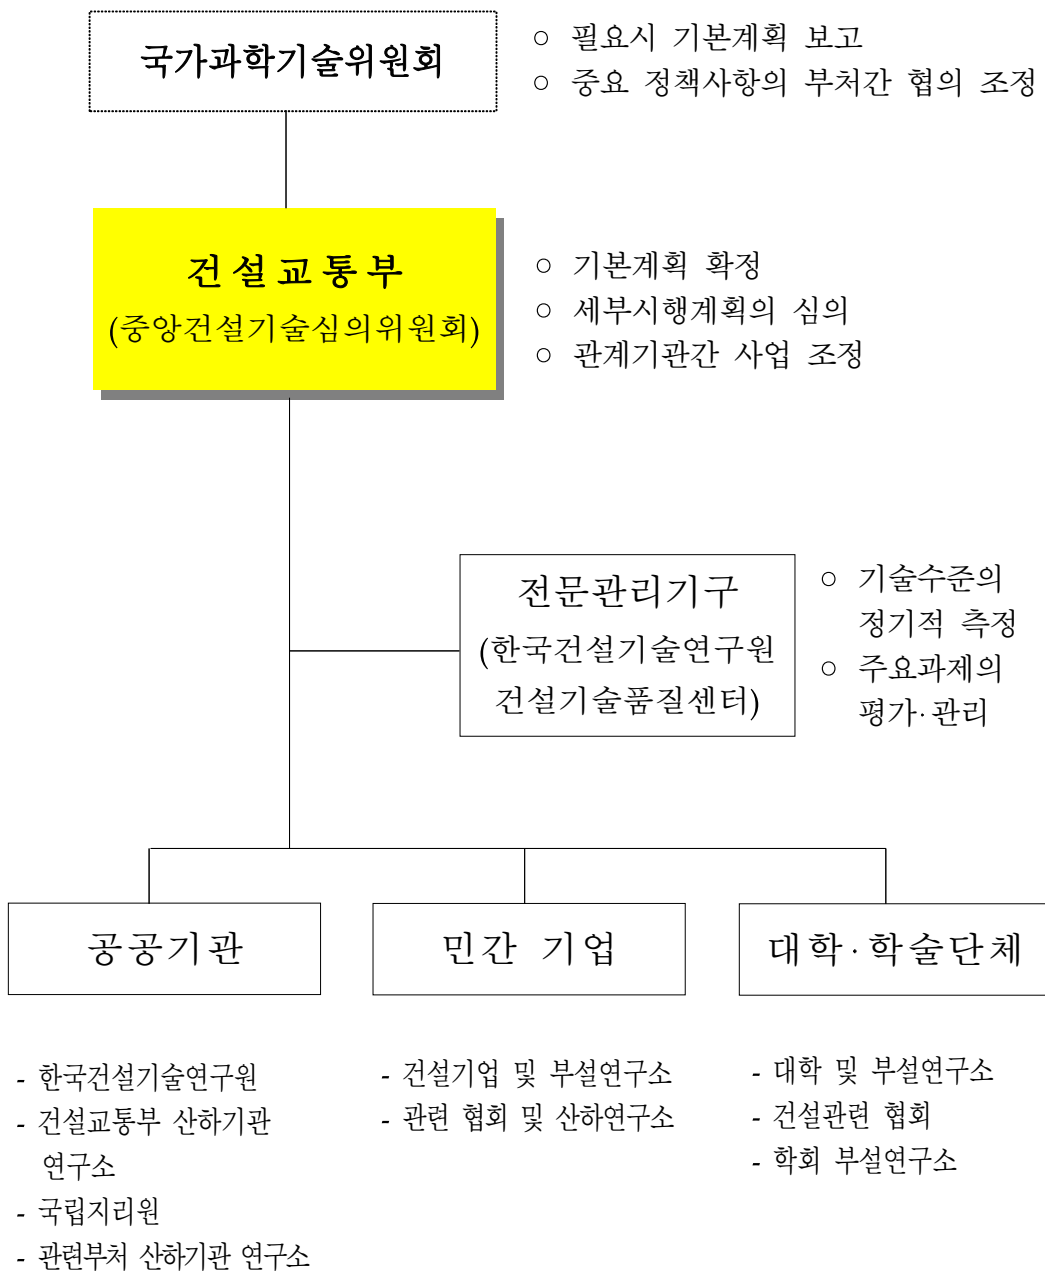 국가과학기술위원회
○ 필요시 기본계획 보고
○ 중요 정책사항의 부처간 협의 조정
건설교통부
(중앙건설기술심의위원회)
○ 기본계획 확정
○ 세부시행계획의 심의
○ 관계기관간 사업 조정
전문관리기구
(한국건설기술연구원
건설기술품질센터)
○ 기술수준의
정기적 측정
○ 주요과제의
평가·관리
공공기관
민간 기업
대학·학술단체
- 한국건설기술연구원
- 건설교통부 산하기관
연구소
- 국립지리원
- 관련부처 산하기관 연구소
- 건설기업 및 부설연구소
- 관련 협회 및 산하연구소
- 대학 및 부설연구소
- 건설관련 협회
- 학회 부설연구소